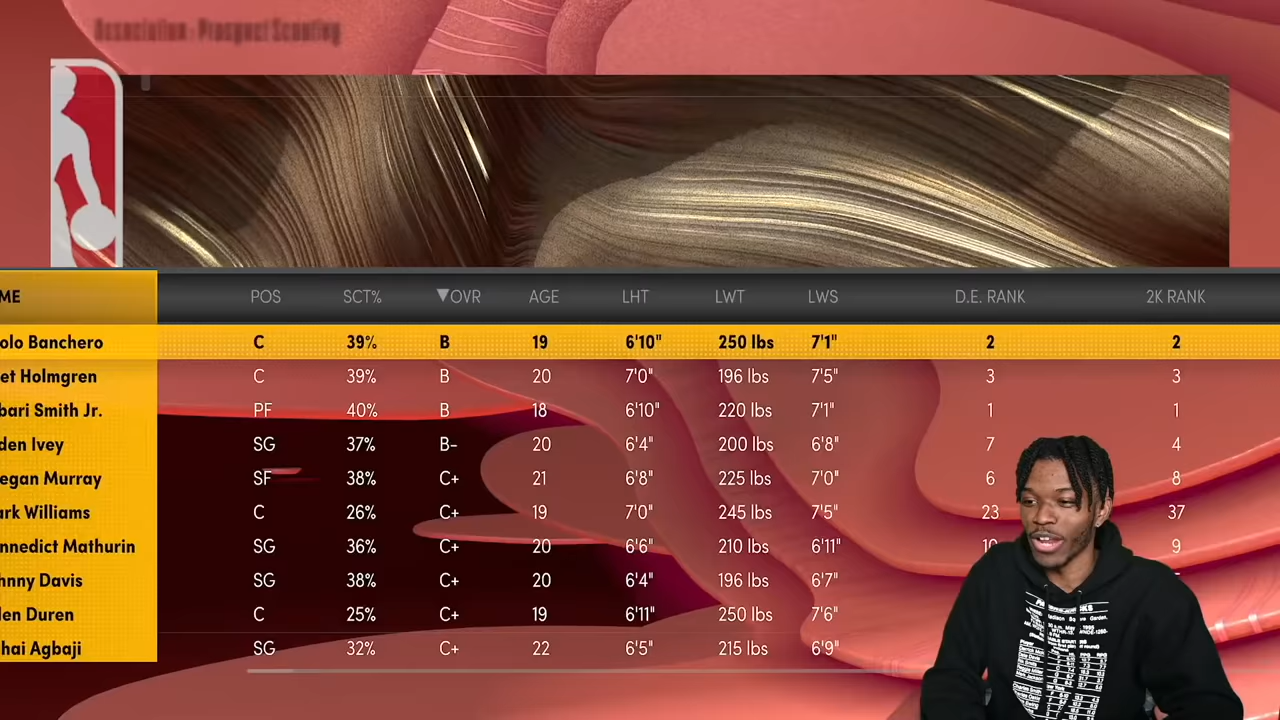 Association : Prospect Scouting
ME POS SCT% ▼OVR AGE LHT LWT LWS D.E. RANK 2K RANK
olo Banchero C 39% B 19 6'10" 250 lbs 7'1" 2 2
et Holmgren C 39% B 20 7'0" 196 lbs 7'5" 3 3
bari Smith Jr. PF 40% B 18 6'10" 220 lbs 7'1" 1 1
den Ivey SG 37% B- 20 6'4" 200 lbs 6'8" 7 4
egan Murray SF 38% C+ 21 6'8" 225 lbs 7'0" 6 8
ark Williams C 26% C+ 19 7'0" 245 lbs 7'5" 23 37
nnedict Mathurin SG 36% C+ 20 6'6" 210 lbs 6'11" 10 9
hnny Davis SG 38% C+ 20 6'4" 196 lbs 6'7"
len Duren C 25% C+ 19 6'11" 250 lbs 7'6"
hai Agbaji SG 32% C+ 22 6'5" 215 lbs 6'9"